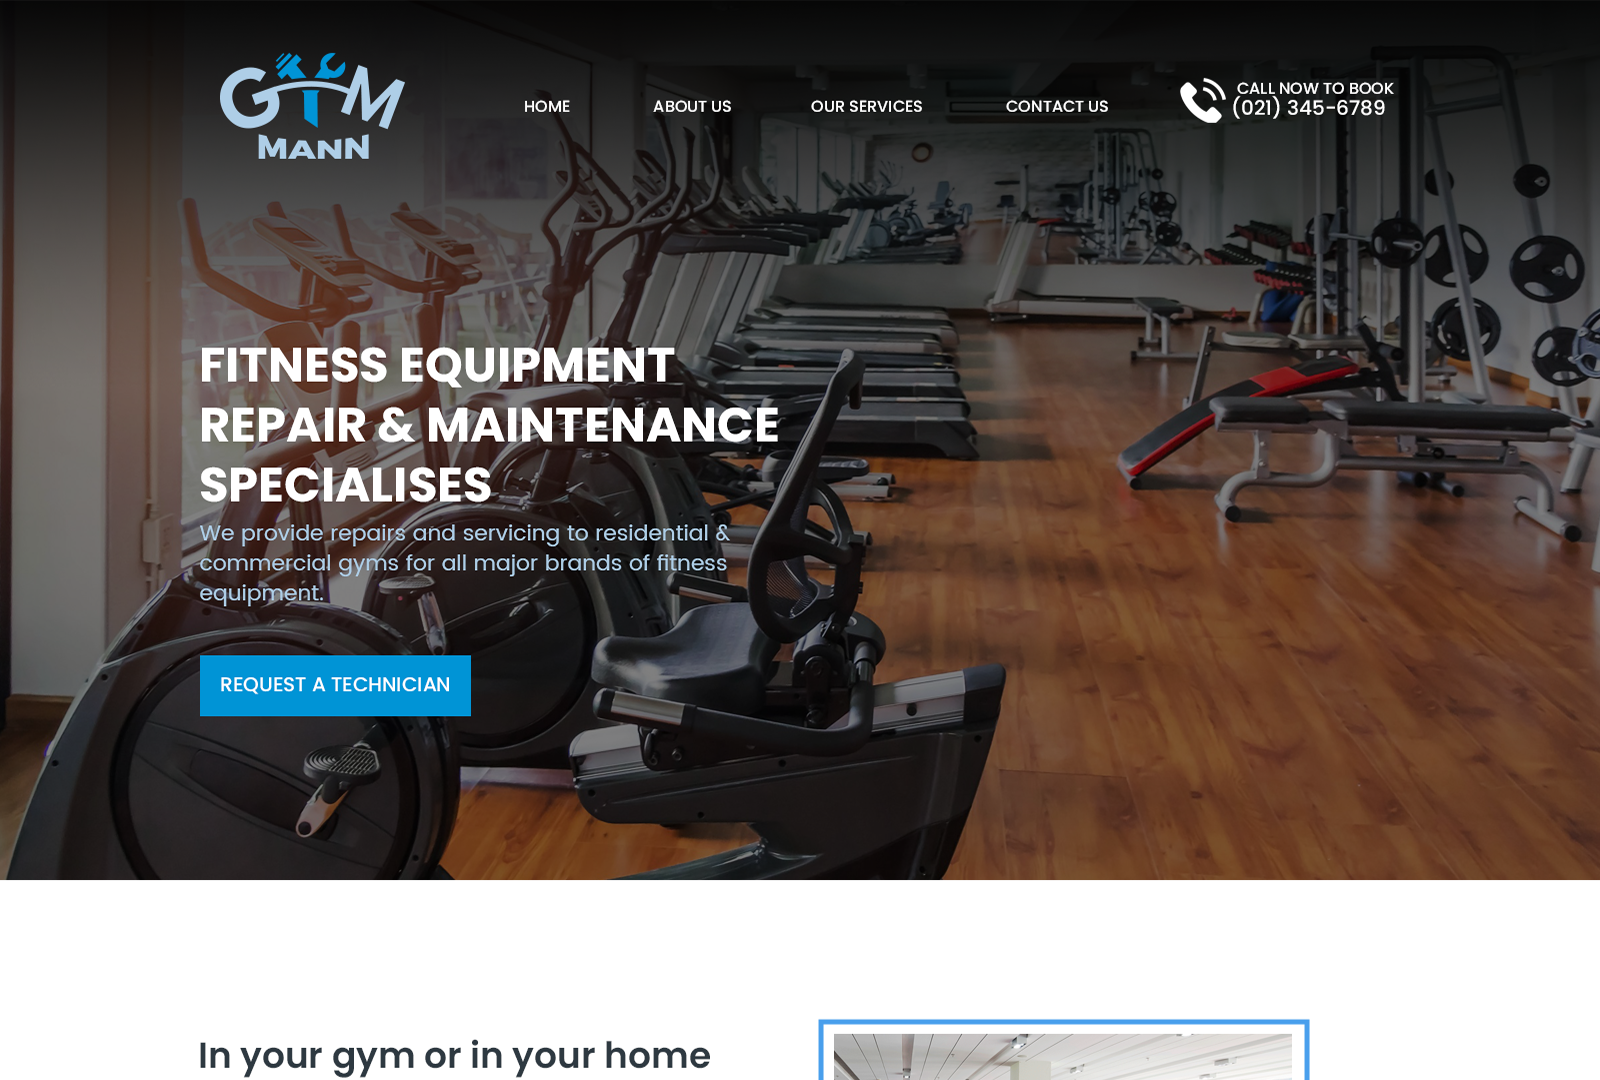 GYM
MANN
HOME
ABOUT US
OUR SERVICES
CONTACT US
CALL NOW TO BOOK
(021) 345-6789
FITNESS EQUIPMENT
REPAIR & MAINTENANCE
SPECIALISES
We provide repairs and servicing to residential &
commercial gyms for all major brands of fitness
equipment.
REQUEST A TECHNICIAN
In your gym or in your home